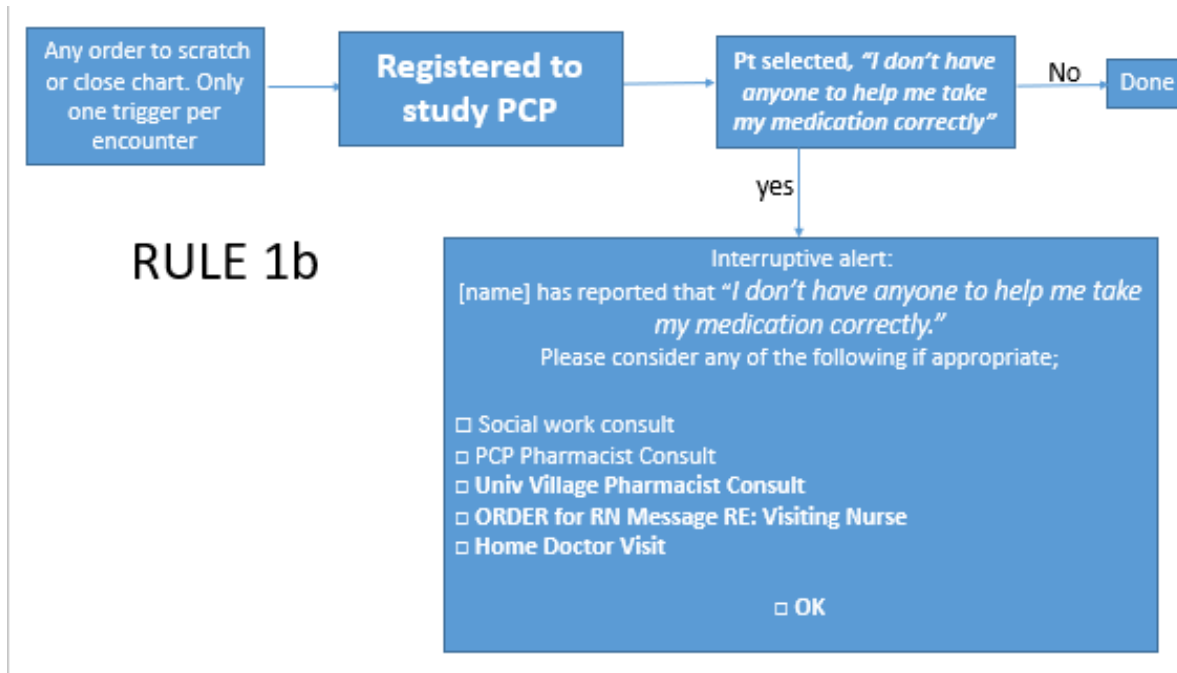 Any order to scratch
or close chart. Only
one trigger per
encounter
Registered to
study PCP
Pt selected, “I don’t have
anyone to help me take
my medication correctly”
No
Done
yes
RULE 1b
Interruptive alert:
[name] has reported that “I don’t have anyone to help me take
my medication correctly.”
Please consider any of the following if appropriate;
□ Social work consult
□ PCP Pharmacist Consult
□ Univ Village Pharmacist Consult
□ ORDER for RN Message RE: Visiting Nurse
□ Home Doctor Visit
□ OK